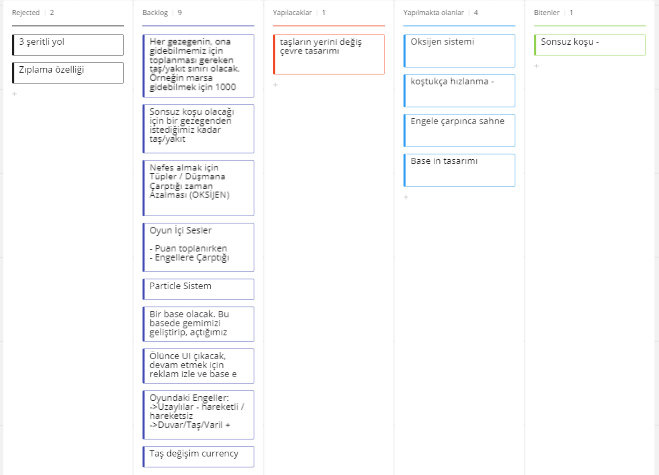 Rejected | 2
3 şeritli yol
Zıplama özelliği
+
Backlog | 9
Her gezegenin, ona
gidebilmemiz için
toplanması gereken
taş/yakıt sınırı olacak.
Örneğin marsa
gidebilmek için 1000
Sonsuz koşu olacağı
için bir gezegenden
istediğimiz kadar
taş/yakıt
Nefes almak için
Tüpler / Düşmana
Çarptığı zaman
Azalması (OKSİJEN)
Oyun İçi Sesler
- Puan toplanırken
- Engellere Çarptığı
Particle Sistem
Bir base olacak. Bu
basede gemimizi
geliştirip, açtığımız
Ölünce UI çıkacak,
devam etmek için
reklam izle ve base e
Oyundaki Engeller:
->Uzaylılar - hareketli /
hareketsiz
->Duvar/Taş/Varil +
Taş değişim currency
Yapılacaklar | 1
taşların yerini değiş
çevre tasarımı
+
Yapılmakta olanlar | 4
Oksijen sistemi
koştukça hızlanma -
Engele çarpınca sahne
Base in tasarımı
+
Bitenler | 1
Sonsuz koşu -
+